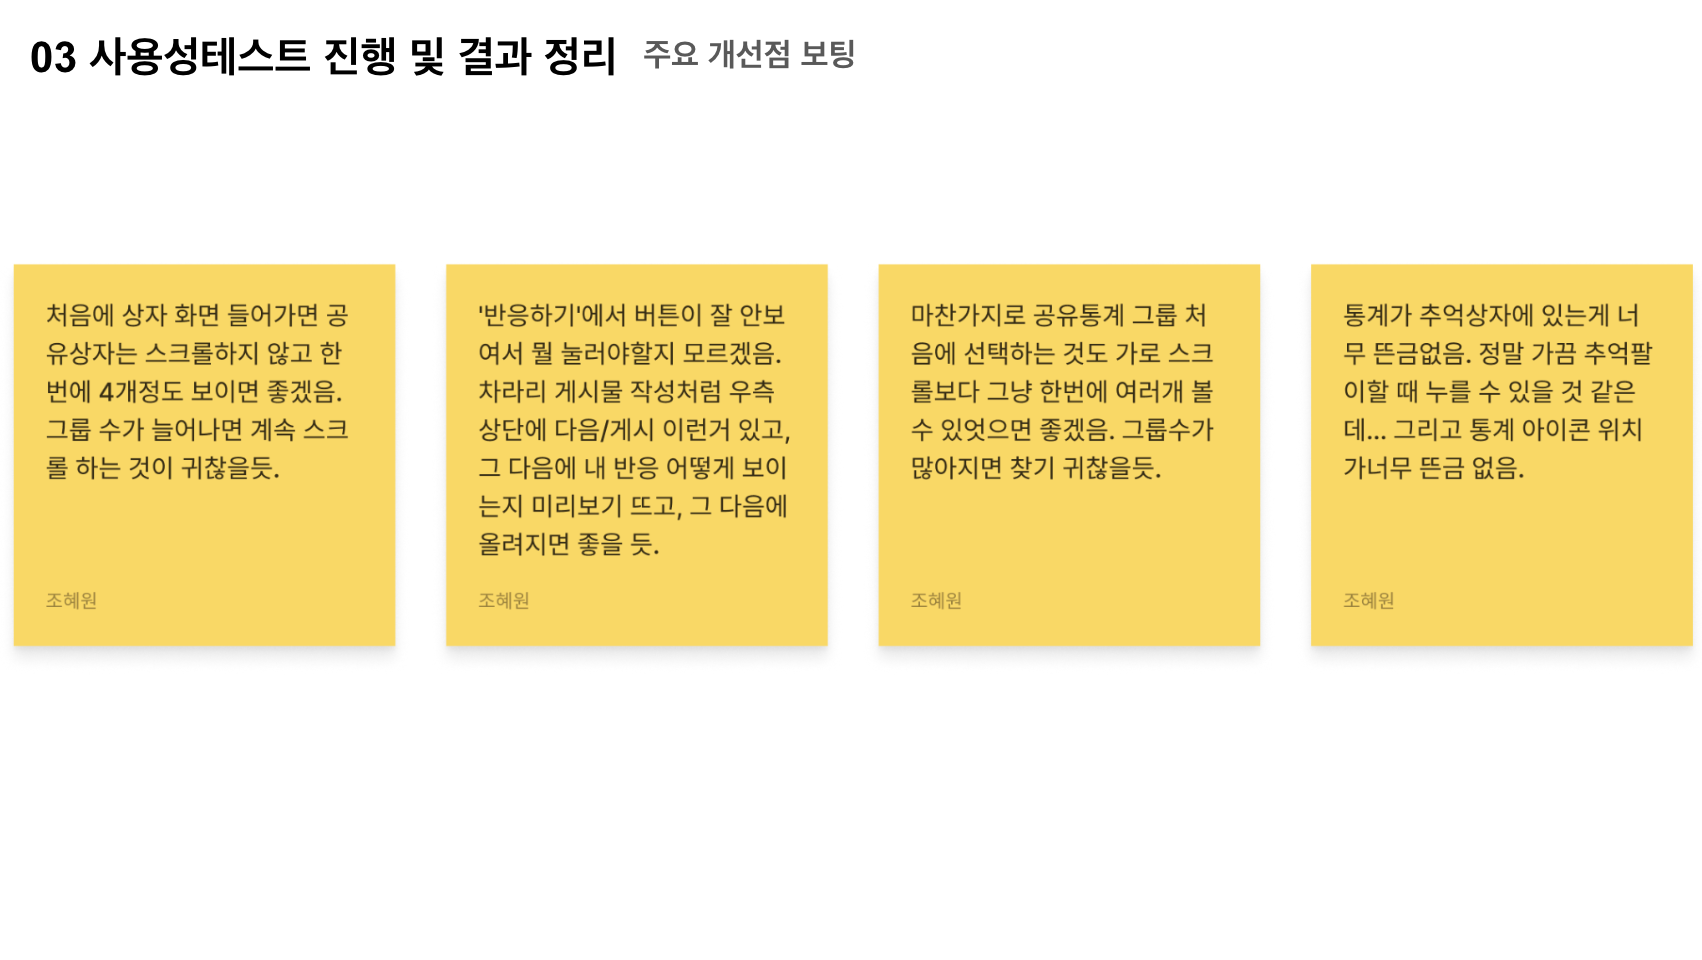 03 사용성테스트 진행 및 결과 정리 주요 개선점 보팅
처음에 상자 화면 들어가면 공
유상자는 스크롤하지 않고 한
번에 4개정도 보이면 좋겠음.
그룹 수가 늘어나면 계속 스크
롤 하는 것이 귀찮을듯.
조혜원
'반응하기'에서 버튼이 잘 안보
여서 뭘 눌러야할지 모르겠음.
차라리 게시물 작성처럼 우측
상단에 다음/게시 이런거 있고,
그 다음에 내 반응 어떻게 보이
는지 미리보기 뜨고, 그 다음에
올려지면 좋을 듯.
조혜원
마찬가지로 공유통계 그룹 처
음에 선택하는 것도 가로 스크
롤보다 그냥 한번에 여러개 볼
수 있엇으면 좋겠음. 그룹수가
많아지면 찾기 귀찮을듯.
조혜원
통계가 추억상자에 있는게 너
무 뜬금없음. 정말 가끔 추억팔
이할 때 누를 수 있을 것 같은
데... 그리고 통계 아이콘 위치
가너무 뜬금 없음.
조혜원